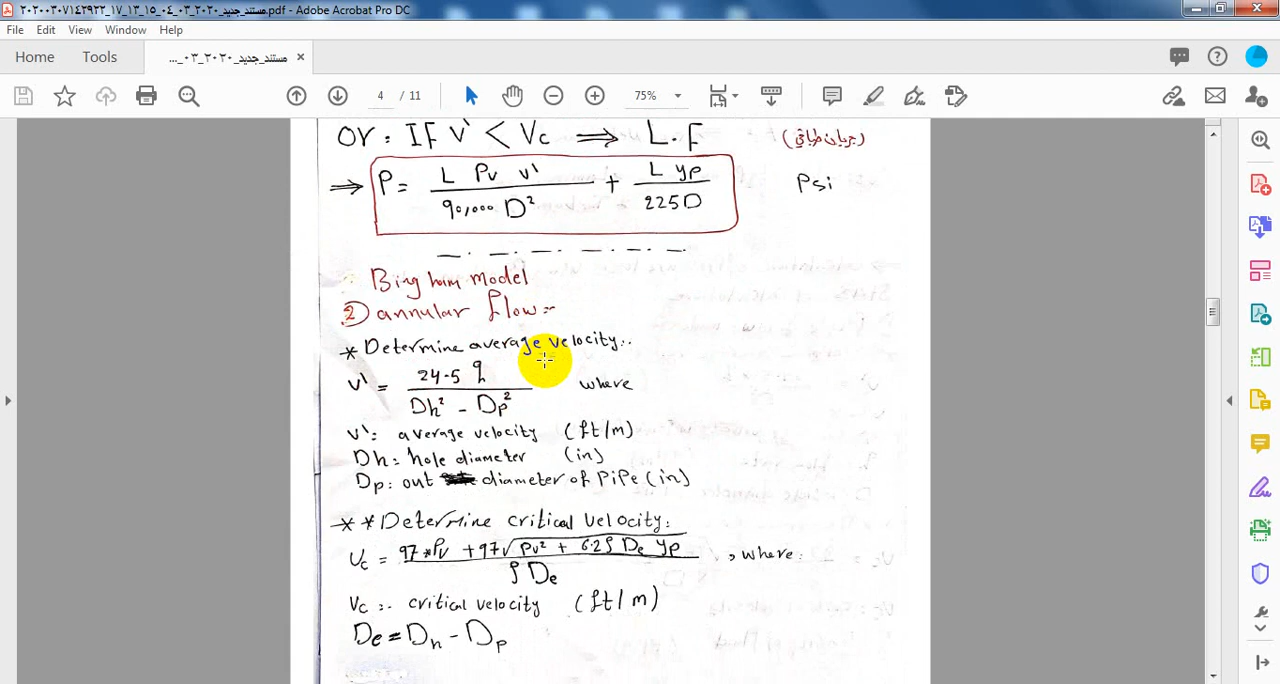 مستند_جديد_٢٠٢٠_٠٣_٠٤_١٥_١٣_١٧_٢٠٢٠٠٣٠٧١٤٣٩٢٢.pdf - Adobe Acrobat Pro DC
File Edit View Window Help
Home Tools مستند_جديد_٢٠٢٠_٠٣_... ×
4 / 11 75%
or : IF v' < Vc ⟹ L.F (جريان طباقي)
⟹ P = L Pv v' / 90,000 D² + L yp / 225 D Psi
Bingham model
2) annular flow:-
* Determine average velocity:.
v' = 24.5 q / Dh² - Dp² where
v': average velocity (ft/m)
Dh: hole diameter (in)
Dp: out diameter of pipe (in)
* * Determine critical velocity:
Vc = 97*Pv + 97√Pv² + 6.2 ρ De yp / ρ De , where:
Vc :. critical velocity (ft/m)
De = Dh - Dp